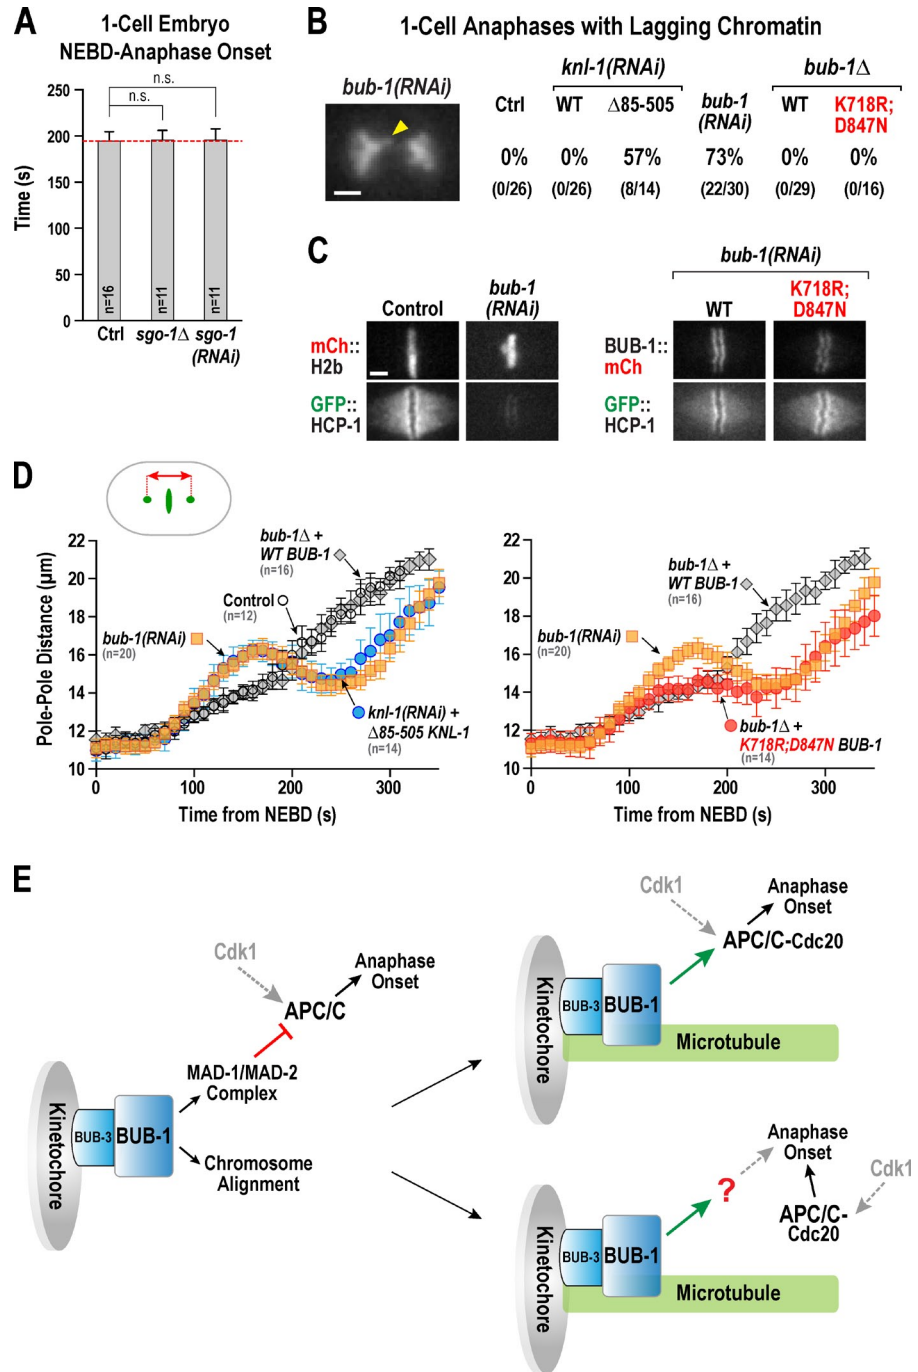 A
1-Cell Embryo
NEBD-Anaphase Onset
n.s.
n.s.
250
200
150
100
50
0
Time (s)
n=16
n=11
n=11
Ctrl
sgo-1Δ
sgo-1
(RNAi)
B
1-Cell Anaphases with Lagging Chromatin
bub-1(RNAi)
knl-1(RNAi)
bub-1Δ
Ctrl
WT
Δ85-505
bub-1
(RNAi)
WT
K718R;
D847N
0%
0%
57%
73%
0%
0%
(0/26)
(0/26)
(8/14)
(22/30)
(0/29)
(0/16)
C
Control
bub-1
(RNAi)
mCh::
H2b
GFP::
HCP-1
bub-1(RNAi)
WT
K718R;
D847N
BUB-1::
mCh
GFP::
HCP-1
D
Pole-Pole Distance (µm)
22
20
18
16
14
12
10
0
100
200
300
Time from NEBD (s)
bub-1Δ +
WT BUB-1
(n=16)
Control
(n=12)
bub-1(RNAi)
(n=20)
knl-1(RNAi) +
Δ85-505 KNL-1
(n=14)
22
20
18
16
14
12
10
0
100
200
300
Time from NEBD (s)
bub-1Δ +
WT BUB-1
(n=16)
bub-1(RNAi)
(n=20)
bub-1Δ +
K718R;D847N BUB-1
(n=14)
E
Cdk1
Anaphase
Onset
APC/C
MAD-1/MAD-2
Complex
Kinetochore
BUB-3
BUB-1
Chromosome
Alignment
Cdk1
Anaphase
Onset
APC/C-Cdc20
Kinetochore
BUB-3
BUB-1
Microtubule
Anaphase
Onset
Cdk1
?
APC/C-
Cdc20
Kinetochore
BUB-3
BUB-1
Microtubule